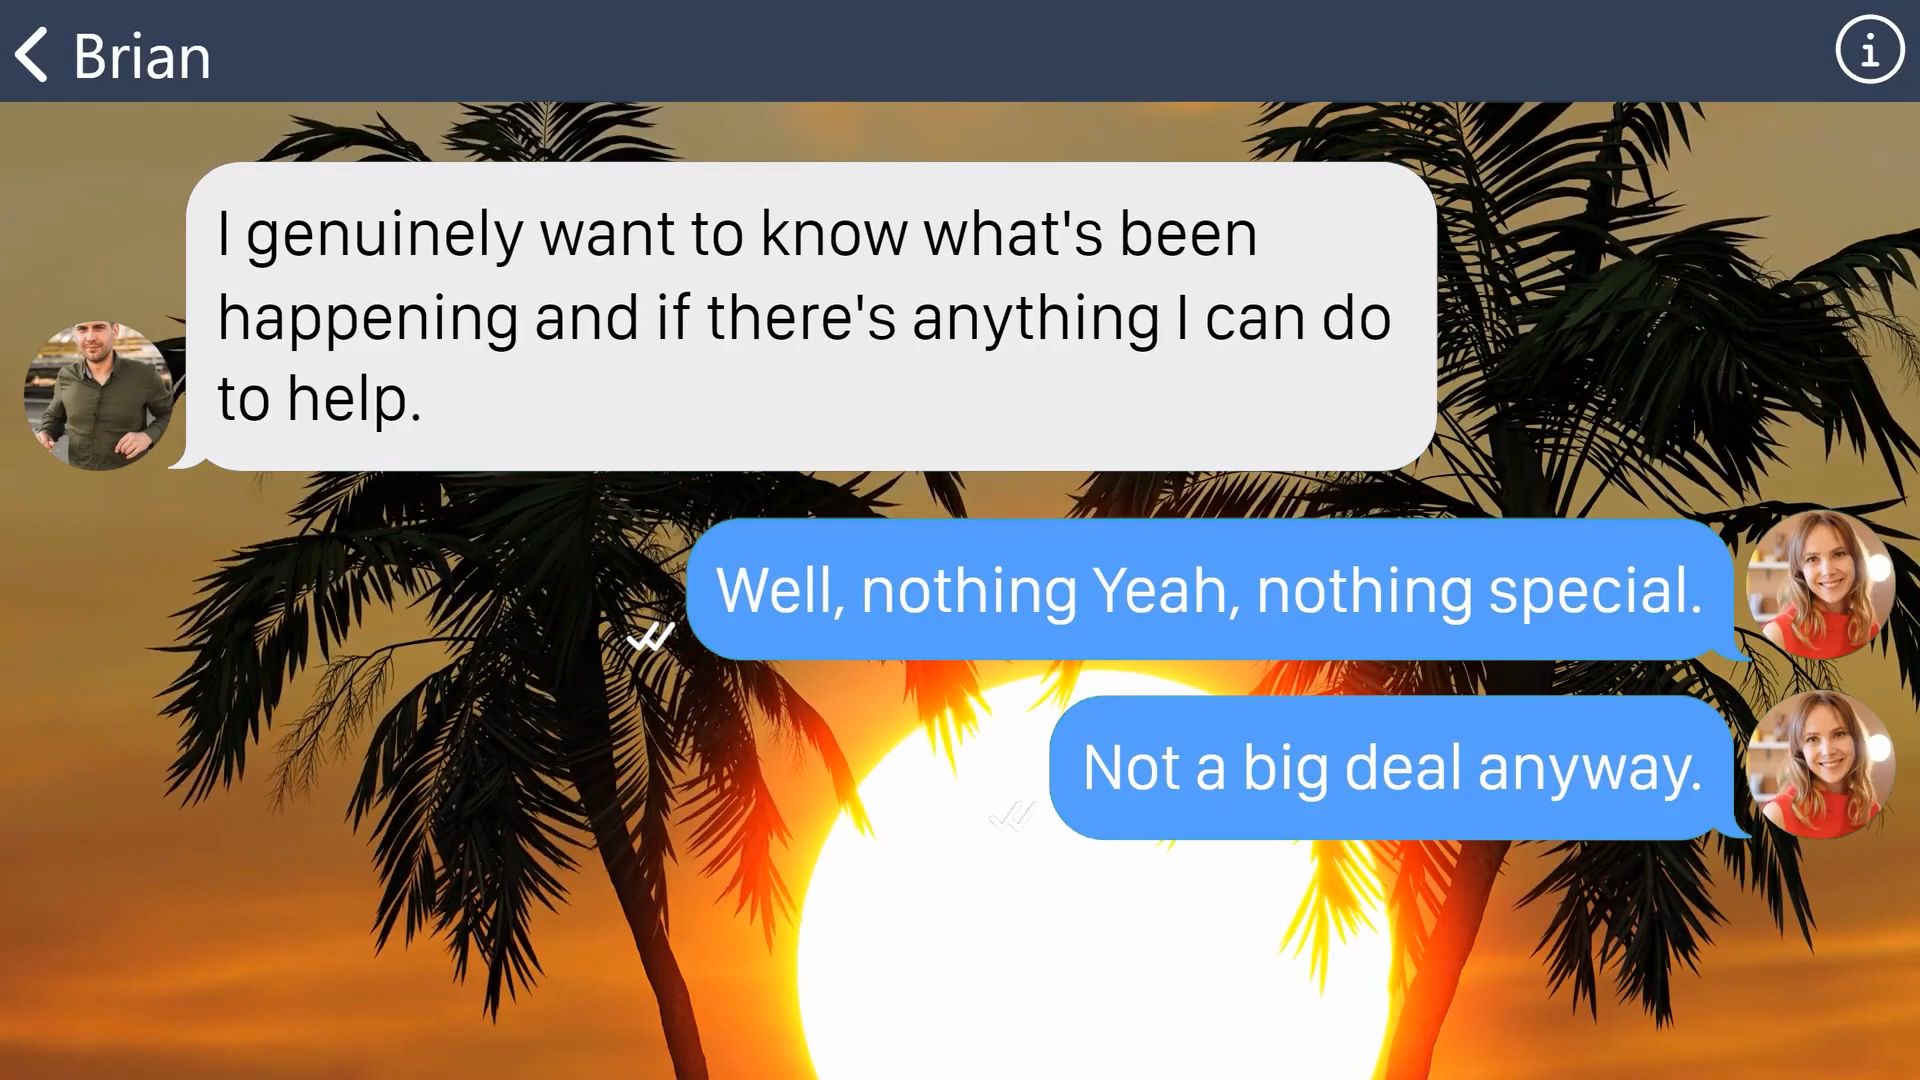 Brian
I genuinely want to know what's been
happening and if there's anything I can do
to help.
Well, nothing Yeah, nothing special.
Not a big deal anyway.